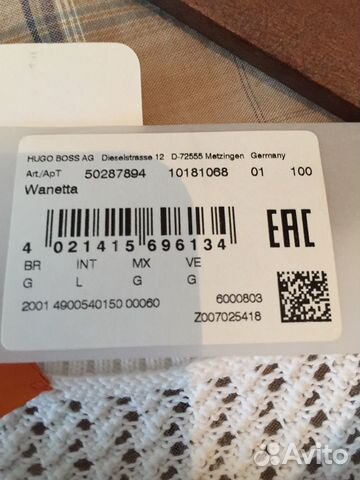 HUGO BOSS AG Dieselstrasse 12 D-72555 Metzingen Germany
Art./АрТ 50287894 10181068 01 100
Wanetta
4 021415 696134
EAC
BR INT MX VE
G L G G
2001 4900540150 00060 6000803
Z007025418
Avito